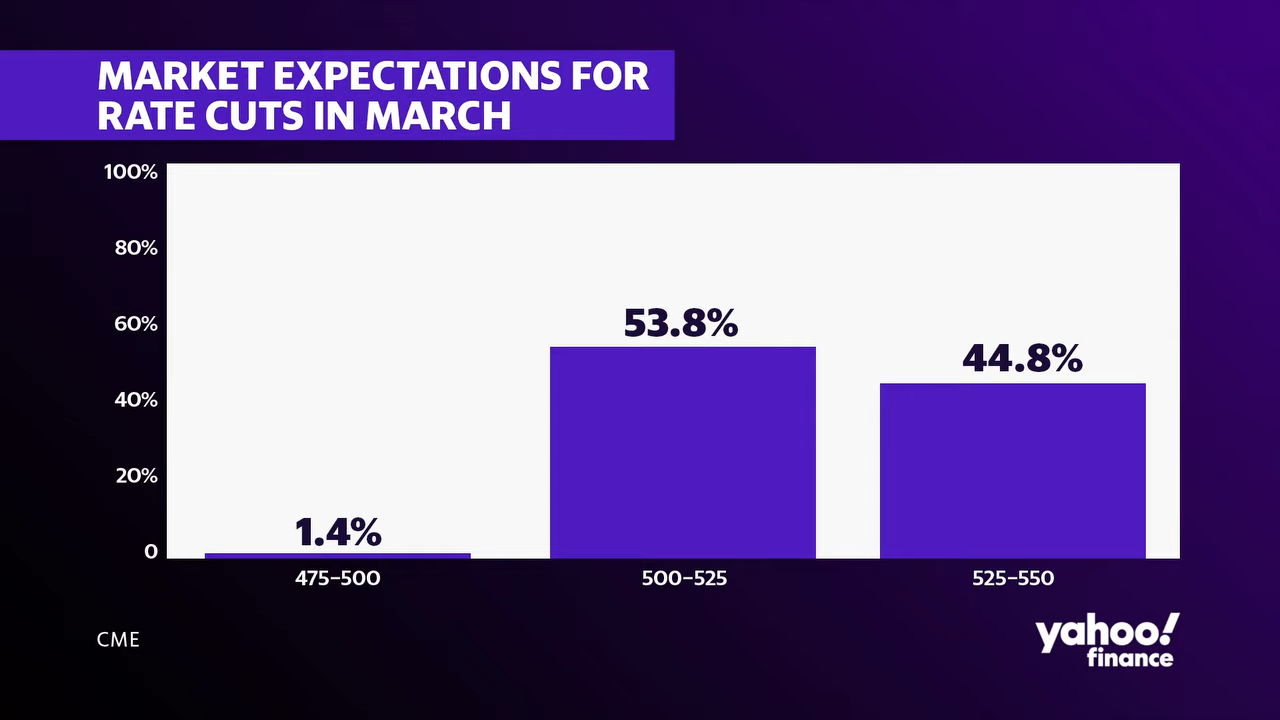 MARKET EXPECTATIONS FOR
RATE CUTS IN MARCH
100%
80%
60%
40%
20%
0
1.4%
53.8%
44.8%
475–500
500–525
525–550
CME
yahoo!
finance